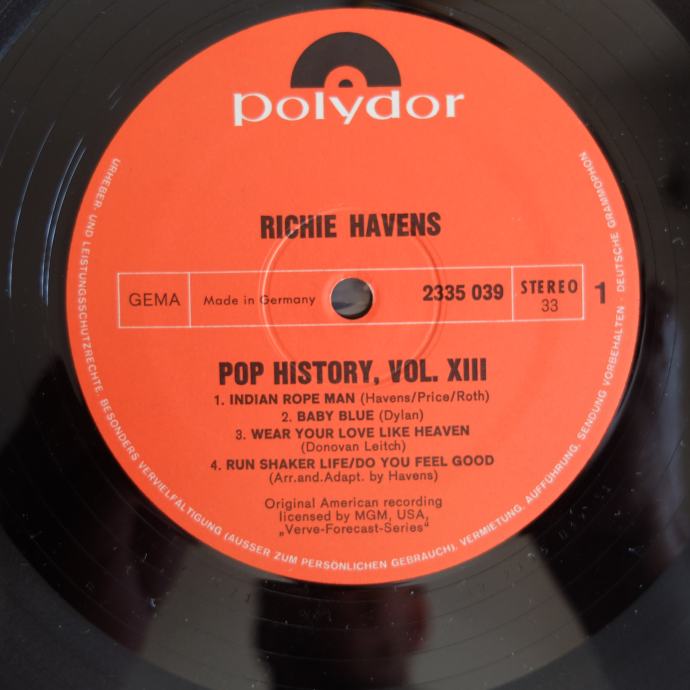 polydor
RICHIE HAVENS
GEMA
Made in Germany
2335 039
STEREO
33
1
POP HISTORY, VOL. XIII
1. INDIAN ROPE MAN (Havens/Price/Roth)
2. BABY BLUE (Dylan)
3. WEAR YOUR LOVE LIKE HEAVEN
(Donovan Leitch)
4. RUN SHAKER LIFE/DO YOU FEEL GOOD
(Arr.and.Adapt. by Havens)
Original American recording
licensed by MGM, USA,
„Verve-Forecast-Series“
URHEBER- UND LEISTUNGSSCHUTZRECHTE. BESONDERS VERVIELFÄLTIGUNG (AUSSER ZUM PERSÖNLICHEN GEBRAUCH), VERMIETUNG, AUFFÜHRUNG, SENDUNG VORBEHALTEN · DEUTSCHE GRAMMOPHON